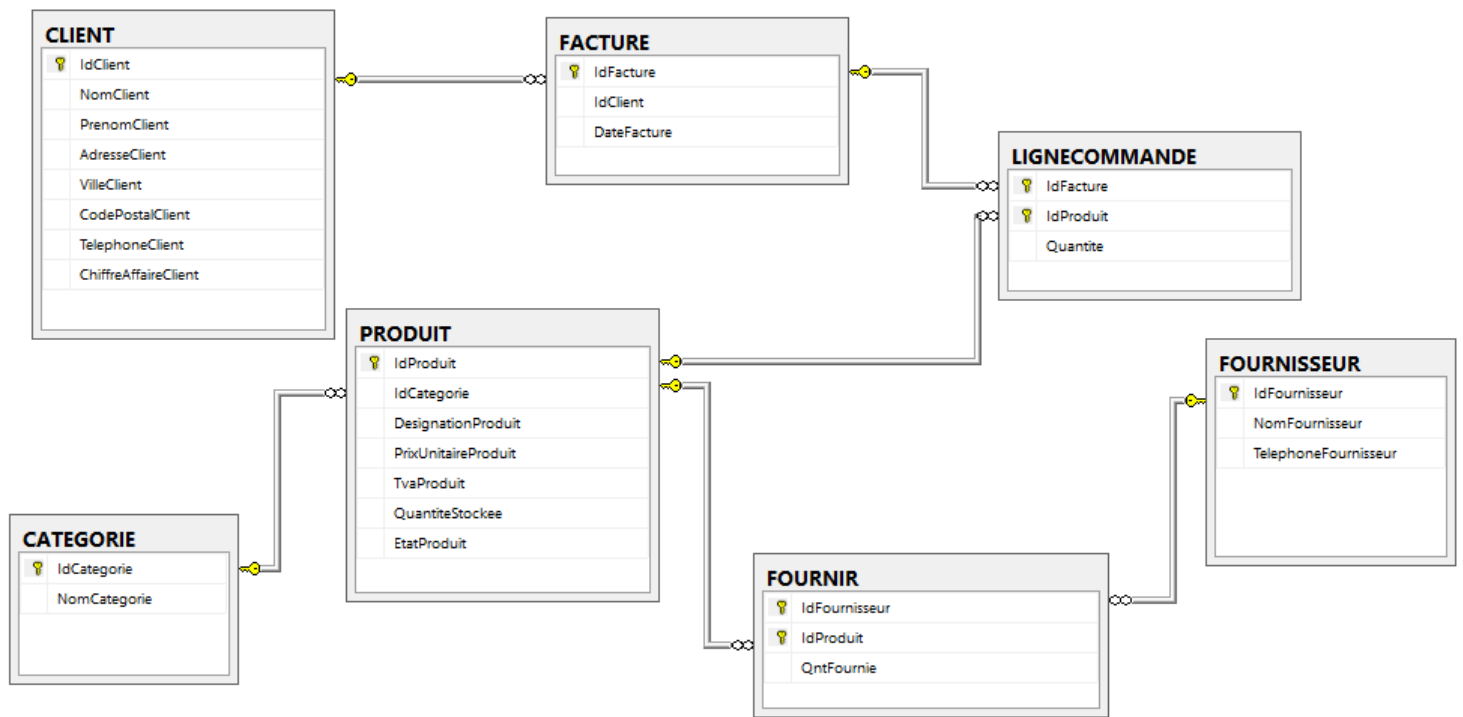 CLIENT
IdClient
NomClient
PrenomClient
AdresseClient
VilleClient
CodePostalClient
TelephoneClient
ChiffreAffaireClient
FACTURE
IdFacture
IdClient
DateFacture
LIGNECOMMANDE
IdFacture
IdProduit
Quantite
PRODUIT
IdProduit
IdCategorie
DesignationProduit
PrixUnitaireProduit
TvaProduit
QuantiteStockee
EtatProduit
FOURNISSEUR
IdFournisseur
NomFournisseur
TelephoneFournisseur
CATEGORIE
IdCategorie
NomCategorie
FOURNIR
IdFournisseur
IdProduit
QntFournie